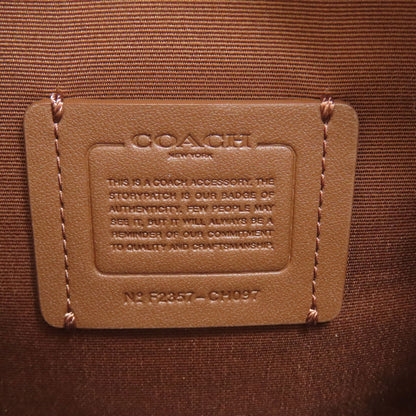 COACH
NEW YORK
THIS IS A COACH ACCESSORY. THE
STORYPATCH IS OUR BADGE OF
AUTHENTICITY. FEW PEOPLE MAY
SEE IT, BUT IT WILL ALWAYS BE A
REMINDER OF OUR COMMITMENT
TO QUALITY AND CRAFTSMANSHIP.
Nº F2357-CH097